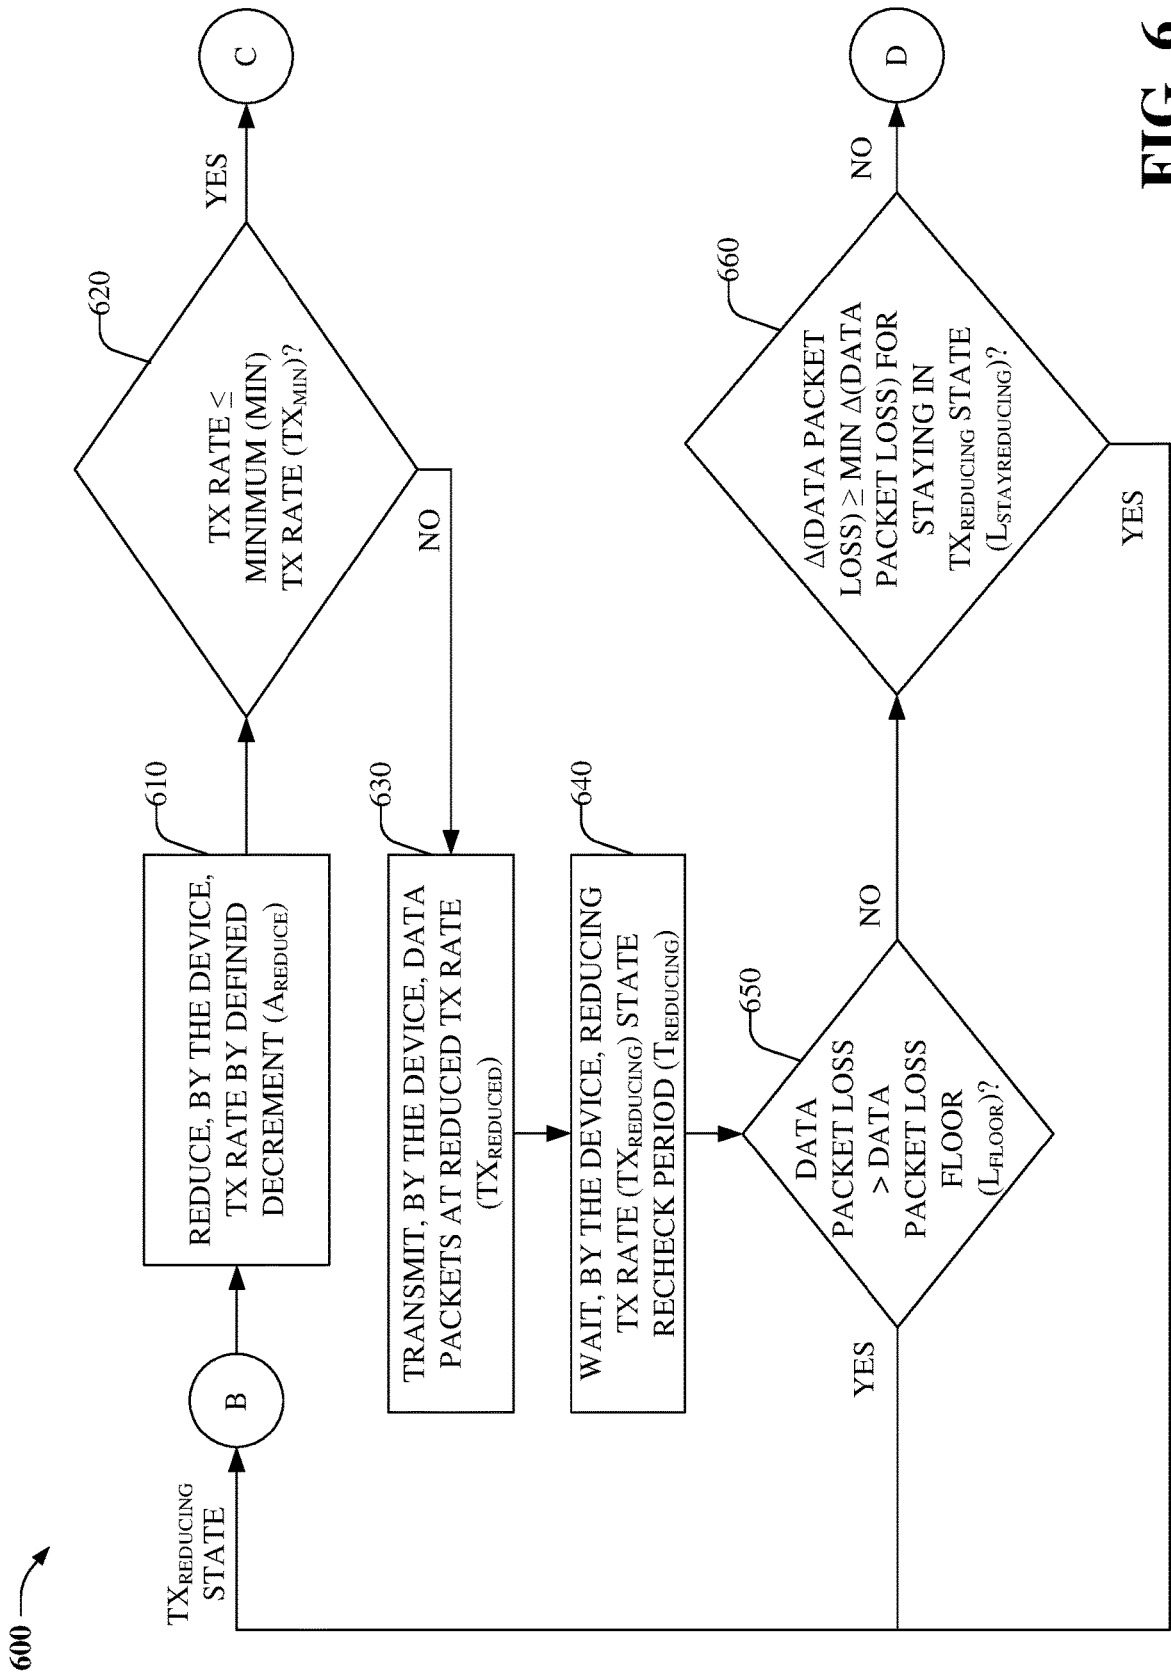 600
TXREDUCING
STATE
B
610
REDUCE, BY THE DEVICE,
TX RATE BY DEFINED
DECREMENT (AREDUCE)
620
TX RATE ≤
MINIMUM (MIN)
TX RATE (TXMIN)?
YES
C
NO
630
TRANSMIT, BY THE DEVICE, DATA
PACKETS AT REDUCED TX RATE
(TXREDUCED)
640
WAIT, BY THE DEVICE, REDUCING
TX RATE (TXREDUCING) STATE
RECHECK PERIOD (TREDUCING)
650
DATA
PACKET LOSS
> DATA
PACKET LOSS
FLOOR
(LFLOOR)?
YES
NO
660
Δ(DATA PACKET
LOSS) ≥ MIN Δ(DATA
PACKET LOSS) FOR
STAYING IN
TXREDUCING STATE
(LSTAYREDUCING)?
NO
D
YES
FIG. 6